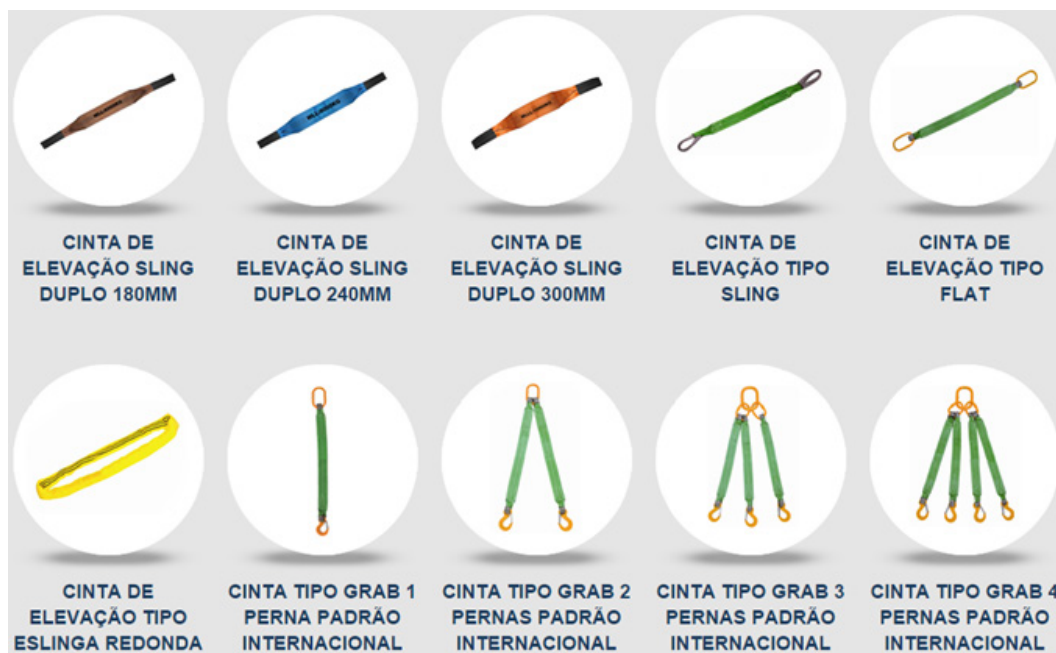 CINTA DE
ELEVAÇÃO SLING
DUPLO 180MM
CINTA DE
ELEVAÇÃO SLING
DUPLO 240MM
CINTA DE
ELEVAÇÃO SLING
DUPLO 300MM
CINTA DE
ELEVAÇÃO TIPO
SLING
CINTA DE
ELEVAÇÃO TIPO
FLAT
CINTA DE
ELEVAÇÃO TIPO
ESLINGA REDONDA
CINTA TIPO GRAB 1
PERNA PADRÃO
INTERNACIONAL
CINTA TIPO GRAB 2
PERNAS PADRÃO
INTERNACIONAL
CINTA TIPO GRAB 3
PERNAS PADRÃO
INTERNACIONAL
CINTA TIPO GRAB 4
PERNAS PADRÃO
INTERNACIONAL